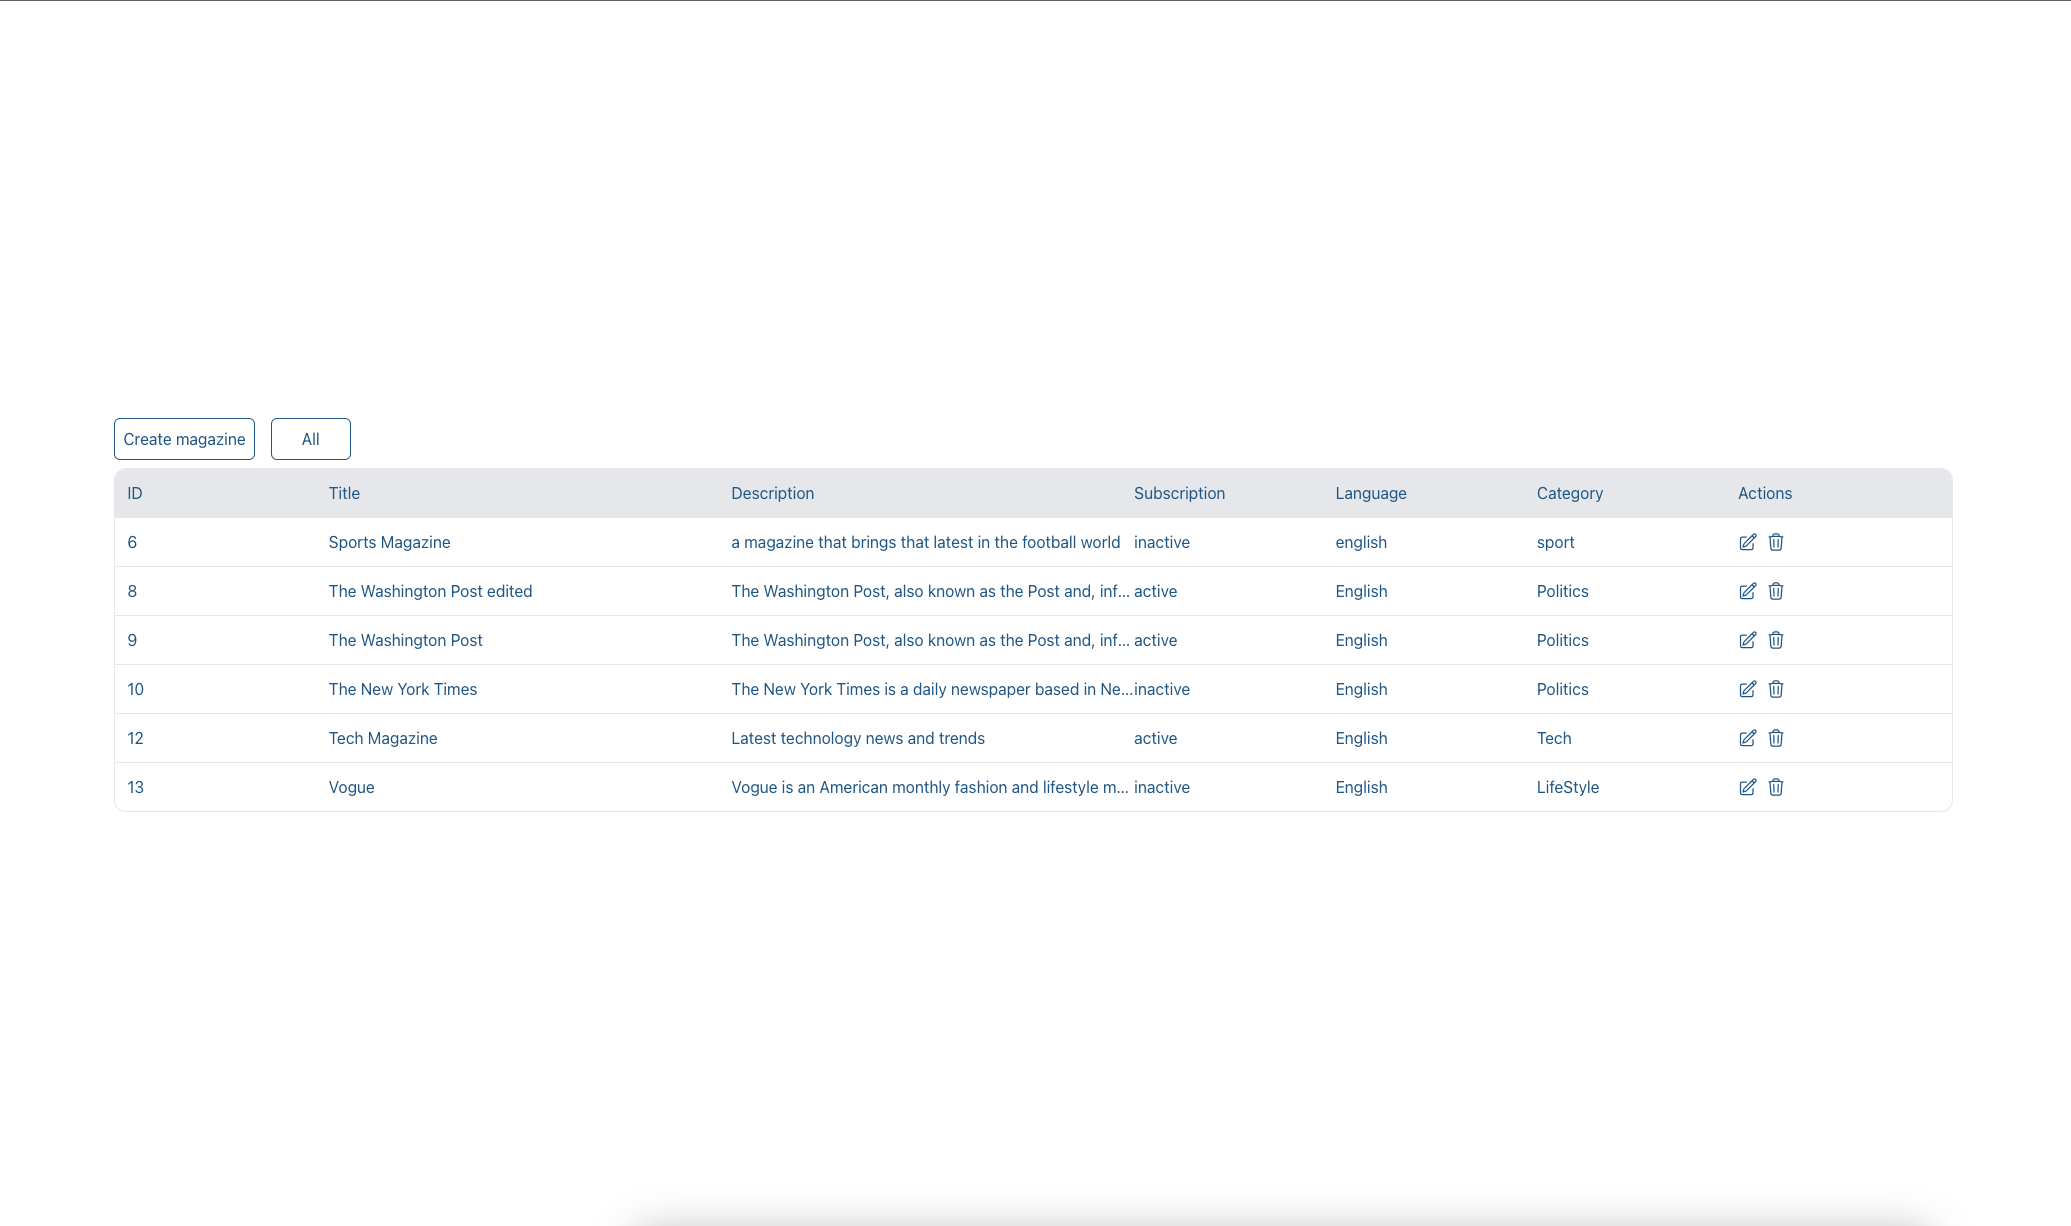 Create magazine All
ID Title Description Subscription Language Category Actions
6 Sports Magazine a magazine that brings that latest in the football world inactive english sport
8 The Washington Post edited The Washington Post, also known as the Post and, inf... active English Politics
9 The Washington Post The Washington Post, also known as the Post and, inf... active English Politics
10 The New York Times The New York Times is a daily newspaper based in Ne... inactive English Politics
12 Tech Magazine Latest technology news and trends active English Tech
13 Vogue Vogue is an American monthly fashion and lifestyle m... inactive English LifeStyle